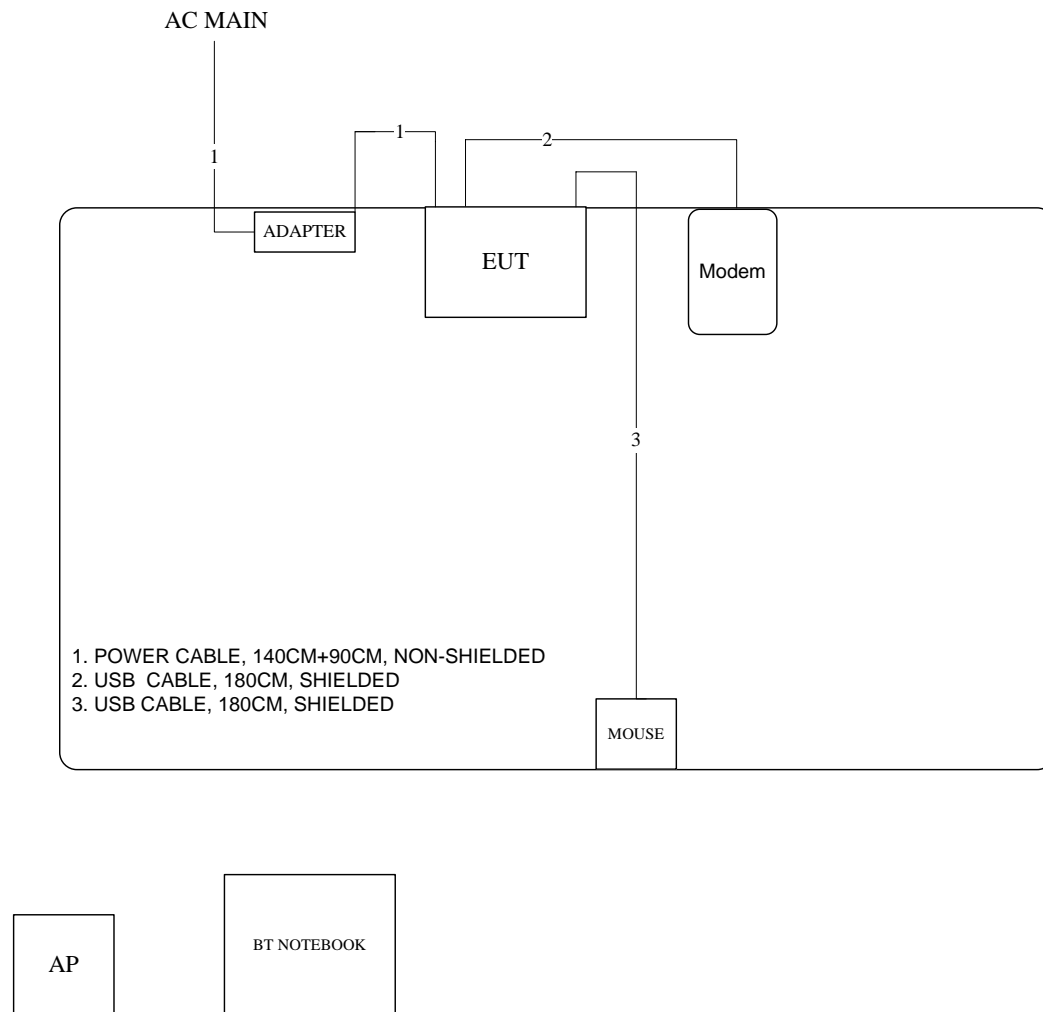 AC MAIN
1
2
1
ADAPTER
EUT
Modem
3
1. POWER CABLE, 140CM+90CM, NON-SHIELDED
2. USB  CABLE, 180CM, SHIELDED
3. USB CABLE, 180CM, SHIELDED
MOUSE
BT NOTEBOOK
AP